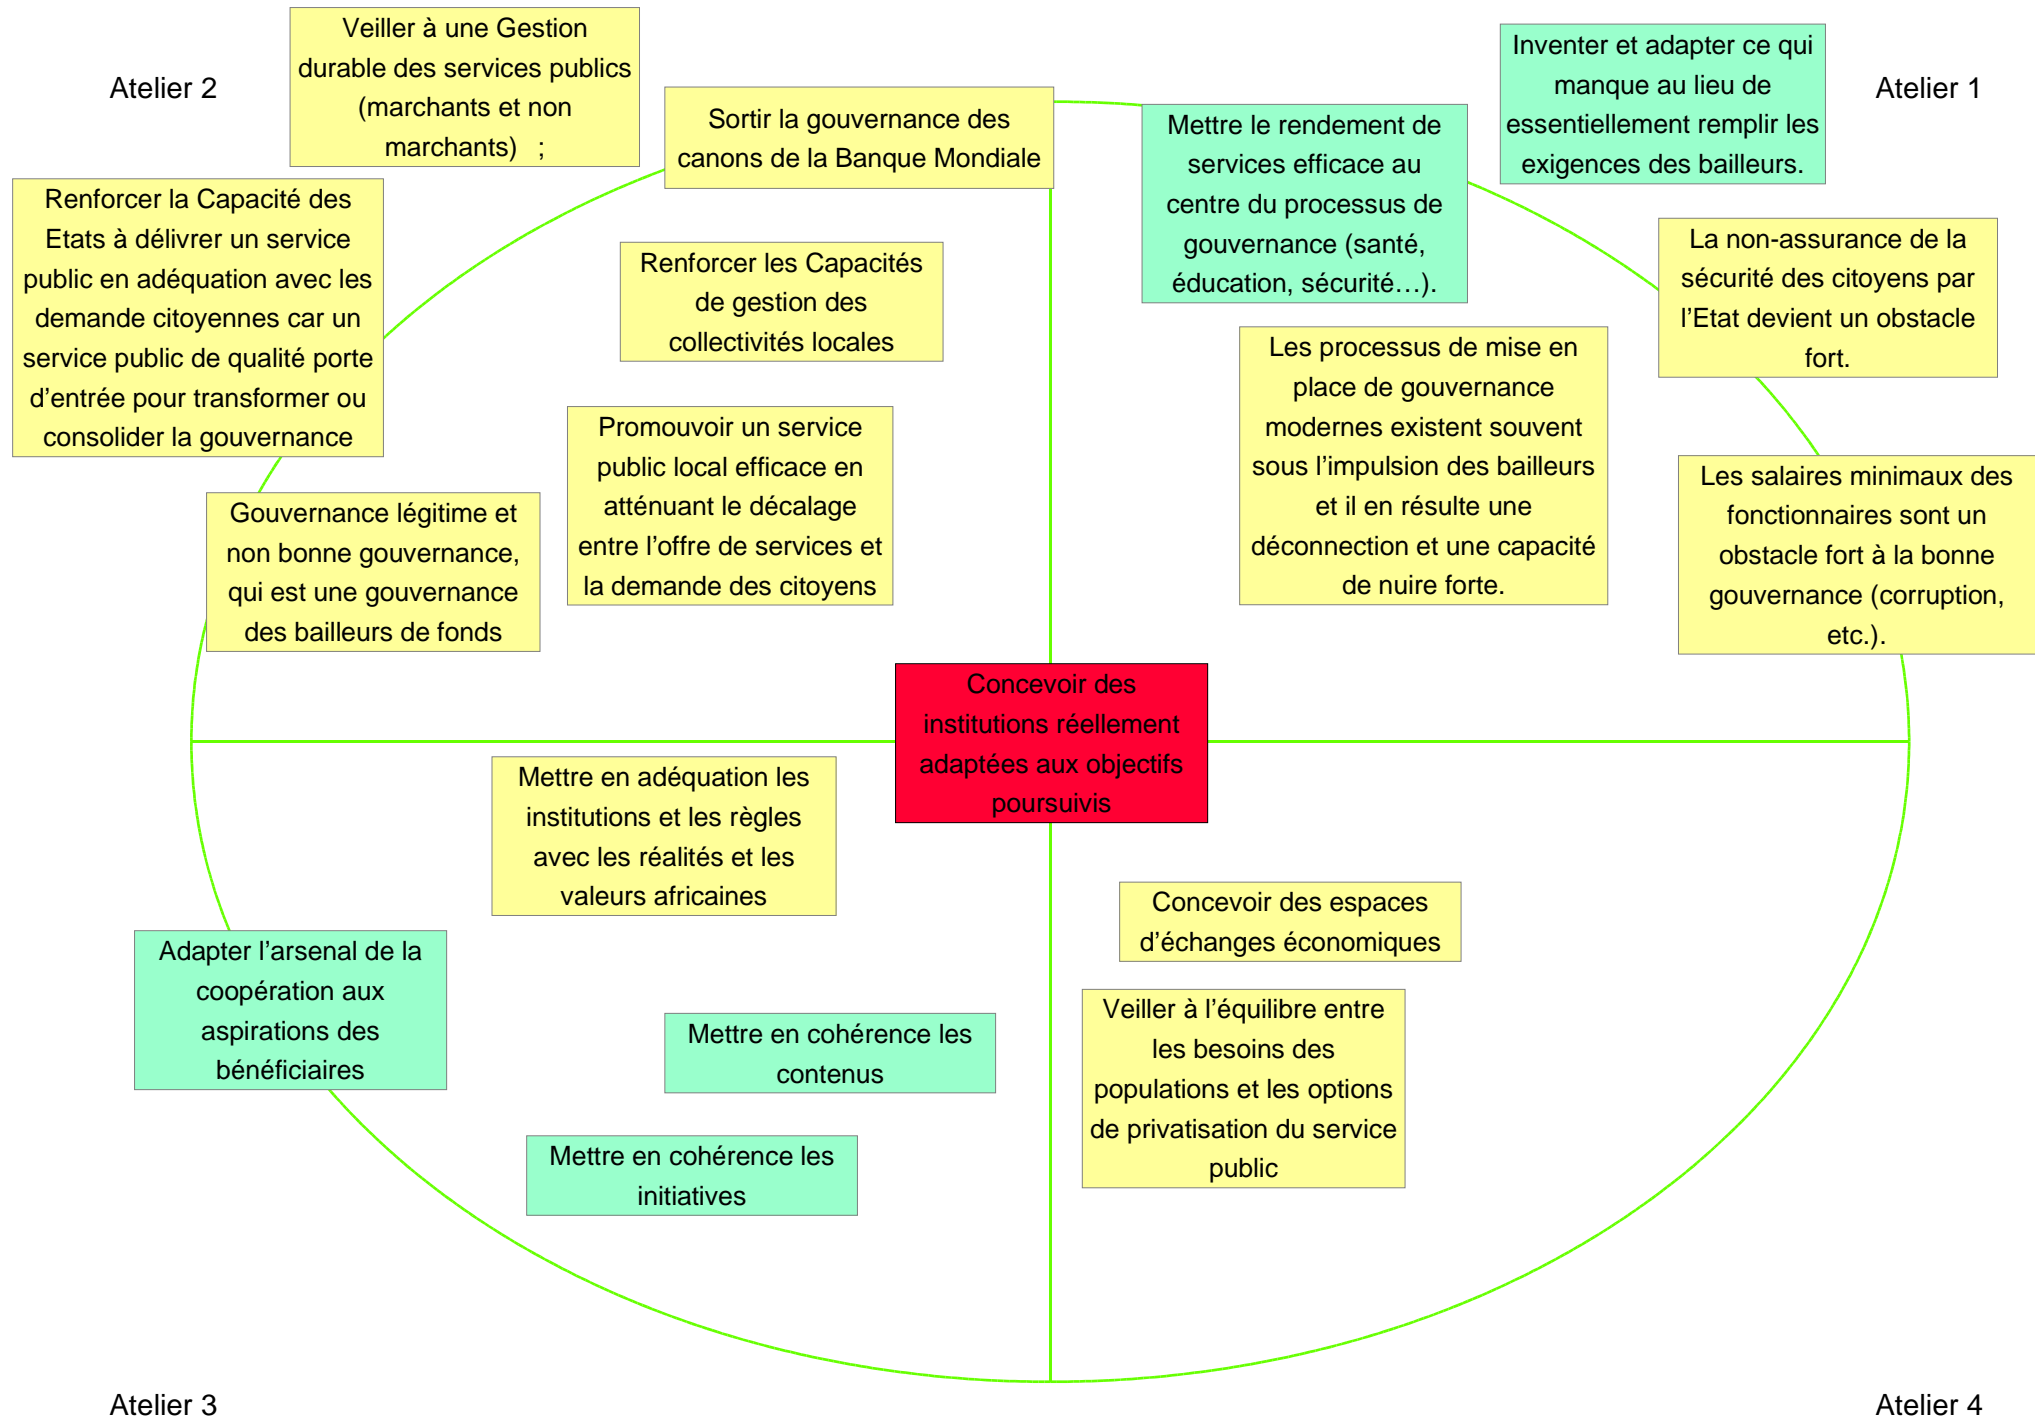 Atelier 2
Veiller à une Gestion
durable des services publics
(marchants et non
marchants)   ;
Sortir la gouvernance des
canons de la Banque Mondiale
Renforcer la Capacité des
Etats à délivrer un service
public en adéquation avec les
demande citoyennes car un
service public de qualité porte
d’entrée pour transformer ou
consolider la gouvernance
Renforcer les Capacités
de gestion des
collectivités locales
Promouvoir un service
public local efficace en
atténuant le décalage
entre l’offre de services et
la demande des citoyens
Gouvernance légitime et
non bonne gouvernance,
qui est une gouvernance
des bailleurs de fonds
Atelier 1
Inventer et adapter ce qui
manque au lieu de
essentiellement remplir les
exigences des bailleurs.
Mettre le rendement de
services efficace au
centre du processus de
gouvernance (santé,
éducation, sécurité…).
La non-assurance de la
sécurité des citoyens par
l’Etat devient un obstacle
fort.
Les processus de mise en
place de gouvernance
modernes existent souvent
sous l’impulsion des bailleurs
et il en résulte une
déconnection et une capacité
de nuire forte.
Les salaires minimaux des
fonctionnaires sont un
obstacle fort à la bonne
gouvernance (corruption,
etc.).
Concevoir des
institutions réellement
adaptées aux objectifs
poursuivis
Mettre en adéquation les
institutions et les règles
avec les réalités et les
valeurs africaines
Adapter l’arsenal de la
coopération aux
aspirations des
bénéficiaires
Mettre en cohérence les
contenus
Mettre en cohérence les
initiatives
Atelier 3
Concevoir des espaces
d’échanges économiques
Veiller à l’équilibre entre
les besoins des
populations et les options
de privatisation du service
public
Atelier 4